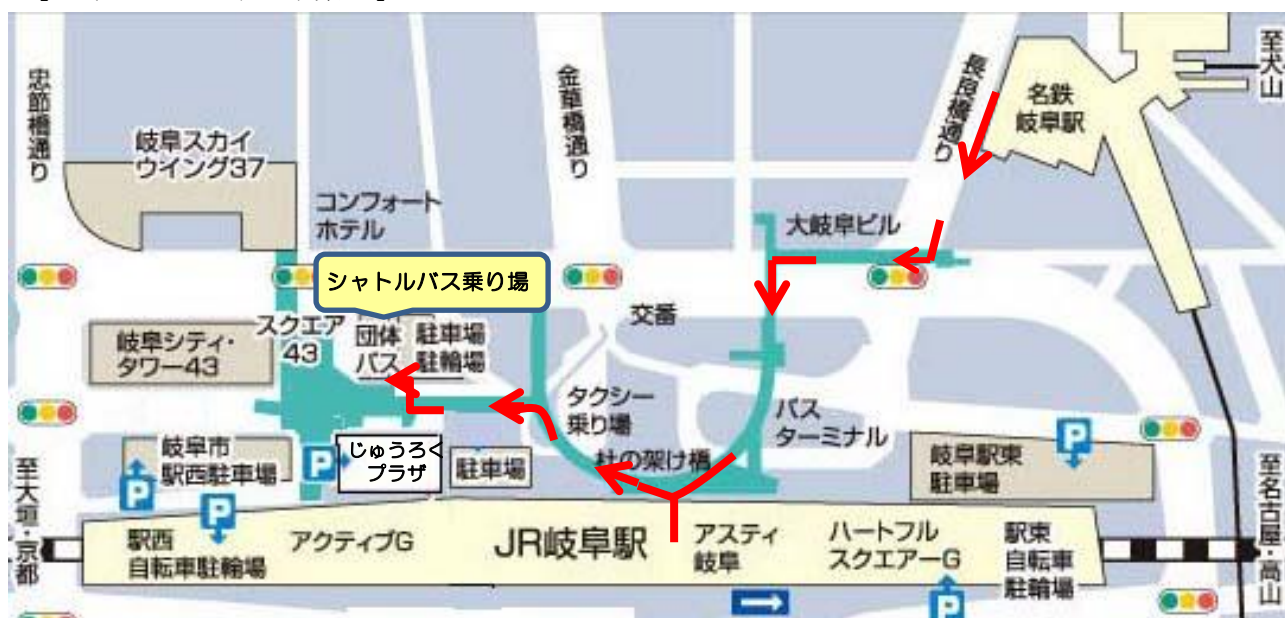 至犬山
忠節橋通り
金華橋通り
長良橋通り
名鉄
岐阜駅
岐阜スカイ
ウイング37
コンフォート
ホテル
大岐阜ビル
シャトルバス乗り場
交番
岐阜シティ・
タワー43
スクエア
43
団体
バス
駐車場
駐輪場
タクシー
乗り場
バス
ターミナル
岐阜市
駅西駐車場
P
P
P
じゅうろく
プラザ
駐車場
杜の架け橋
岐阜駅東
駐車場
P
至大垣・京都
至名古屋・高山
駅西
自転車駐輪場
アクティブG
JR岐阜駅
アスティ
岐阜
ハートフル
スクエアーG
駅東
自転車
駐輪場
P